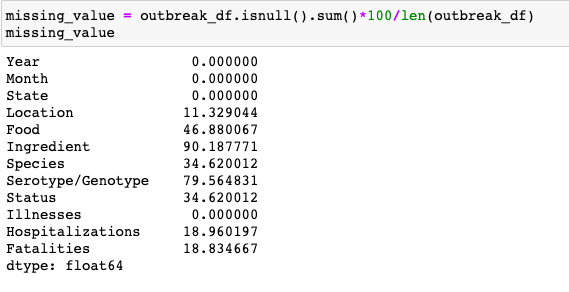 missing_value = outbreak_df.isnull().sum()*100/len(outbreak_df)
missing_value
Year 0.000000
Month 0.000000
State 0.000000
Location 11.329044
Food 46.880067
Ingredient 90.187771
Species 34.620012
Serotype/Genotype 79.564831
Status 34.620012
Illnesses 0.000000
Hospitalizations 18.960197
Fatalities 18.834667
dtype: float64